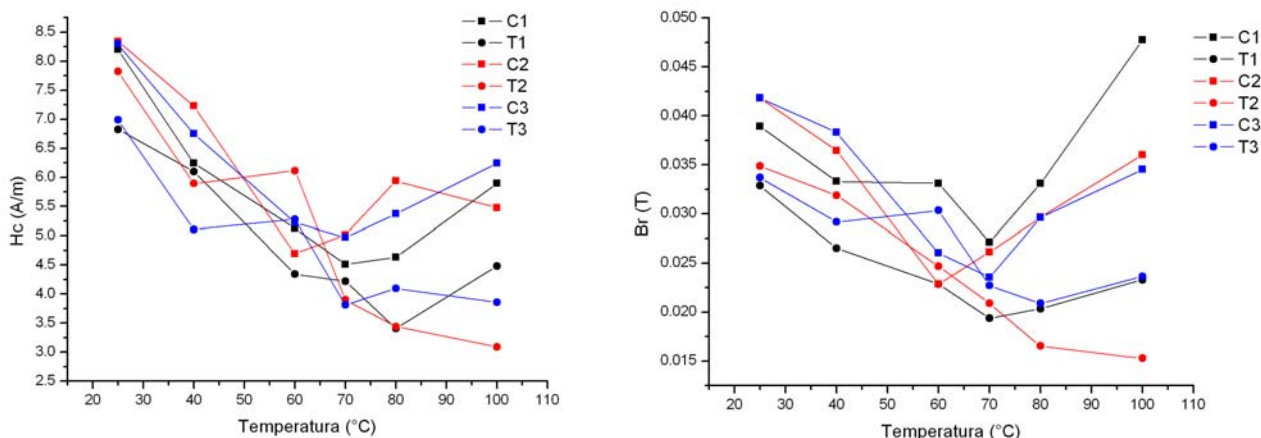 Hc (A/m)
8.5
8.0
7.5
7.0
6.5
6.0
5.5
5.0
4.5
4.0
3.5
3.0
2.5
20 30 40 50 60 70 80 90 100 110
Temperatura (°C)
C1
T1
C2
T2
C3
T3
Br (T)
0.050
0.045
0.040
0.035
0.030
0.025
0.020
0.015
20 30 40 50 60 70 80 90 100 110
Temperatura (°C)
C1
T1
C2
T2
C3
T3